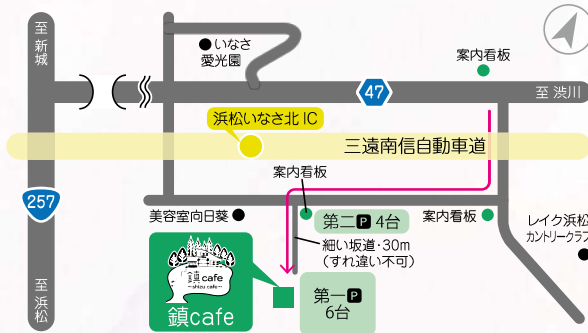 至新城
いなさ
愛光園
案内看板
47
至 渋川
浜松いなさ北 IC
三遠南信自動車道
案内看板
257
美容室向日葵
第二P 4台
案内看板
レイク浜松
カントリークラブ
細い坂道・30m
(すれ違い不可)
鎮cafe
~shizu cafe~
鎮cafe
第一P
6台
至浜松